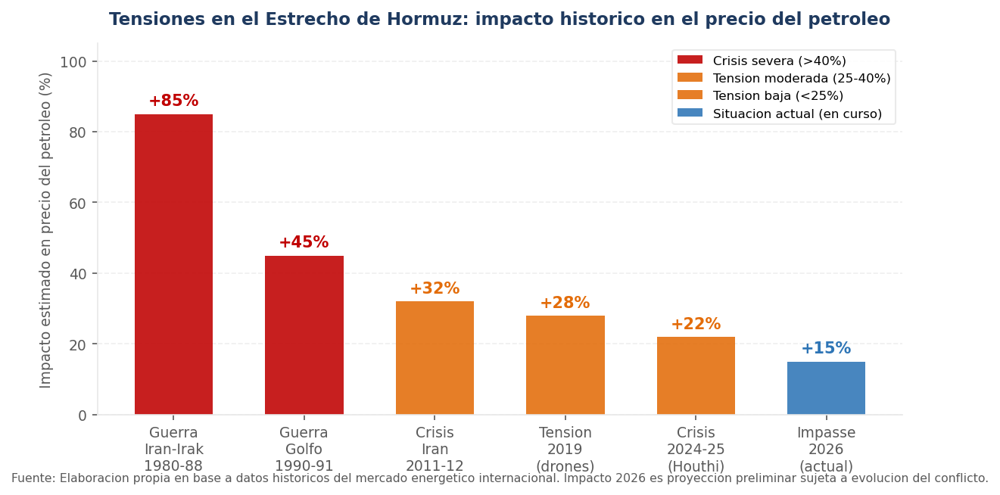 Tensiones en el Estrecho de Hormuz: impacto historico en el precio del petroleo
Impacto estimado en precio del petroleo (%)
100
80
60
40
20
0
Crisis severa (>40%)
Tension moderada (25-40%)
Tension baja (<25%)
Situacion actual (en curso)
+85%
+45%
+32%
+28%
+22%
+15%
Guerra
Iran-Irak
1980-88
Guerra
Golfo
1990-91
Crisis
Iran
2011-12
Tension
2019
(drones)
Crisis
2024-25
(Houthi)
Impasse
2026
(actual)
Fuente: Elaboracion propia en base a datos historicos del mercado energetico internacional. Impacto 2026 es proyeccion preliminar sujeta a evolucion del conflicto.